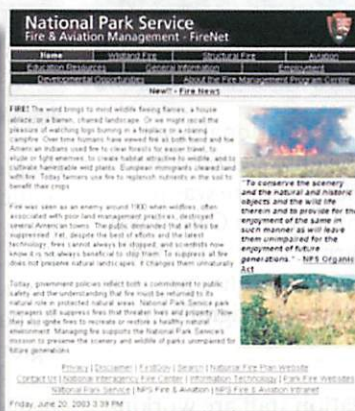 National Park Service
Fire & Aviation Management - FireNet
Home Wildland Fire Structural Fire Aviation
Education Resources General Information Employment
Developmental Opportunities About the Fire Management Program Center
New!! - Fire News
FIRE! The word brings to mind wildlife fleeing flames, a house
ablaze, or a barren, charred landscape. Or we might recall the
pleasure of watching logs burning in a fireplace or a roaring
campfire. Over time humans have viewed fire as both friend and foe.
American Indians used fire to clear forests for easier travel, to
elude or fight enemies, to create habitat attractive to wildlife, and to
cultivate harvestable wild plants. European immigrants cleared land
with fire. Today farmers use fire to replenish nutrients in the soil to
benefit their crops.
Fire was seen as an enemy around 1900 when wildfires, often
associated with poor land management practices, destroyed
several American towns. The public demanded that all fires be
suppressed. Yet, despite the best of efforts and the latest
technology, fires cannot always be stopped, and scientists now
know it is not always beneficial to stop them. To suppress all fire
does not preserve natural landscapes, it changes them unnaturally.
Today, government policies reflect both a commitment to public
safety and the understanding that fire must be returned to its
natural role in protected natural areas. National Park Service park
managers still suppress fires that threaten lives and property. Now
they also ignite fires to recreate or restore a healthy natural
environment. Managing fire supports the National Park Service's
mission to preserve the scenery and wildlife of parks unimpaired for
future generations.
"To conserve the scenery
and the natural and historic
objects and the wild life
therein and to provide for the
enjoyment of the same in
such manner as will leave
them unimpaired for the
enjoyment of future
generations." - NPS Organic
Act
Privacy | Disclaimer | FirstGov | Search | National Fire Plan Website
Contact Us | National Interagency Fire Center | Information Technology | Park Fire Websites
National Park Service | NPS Fire & Aviation | NPS Fire & Aviation Intranet
Friday, June 20, 2003 3:39 PM